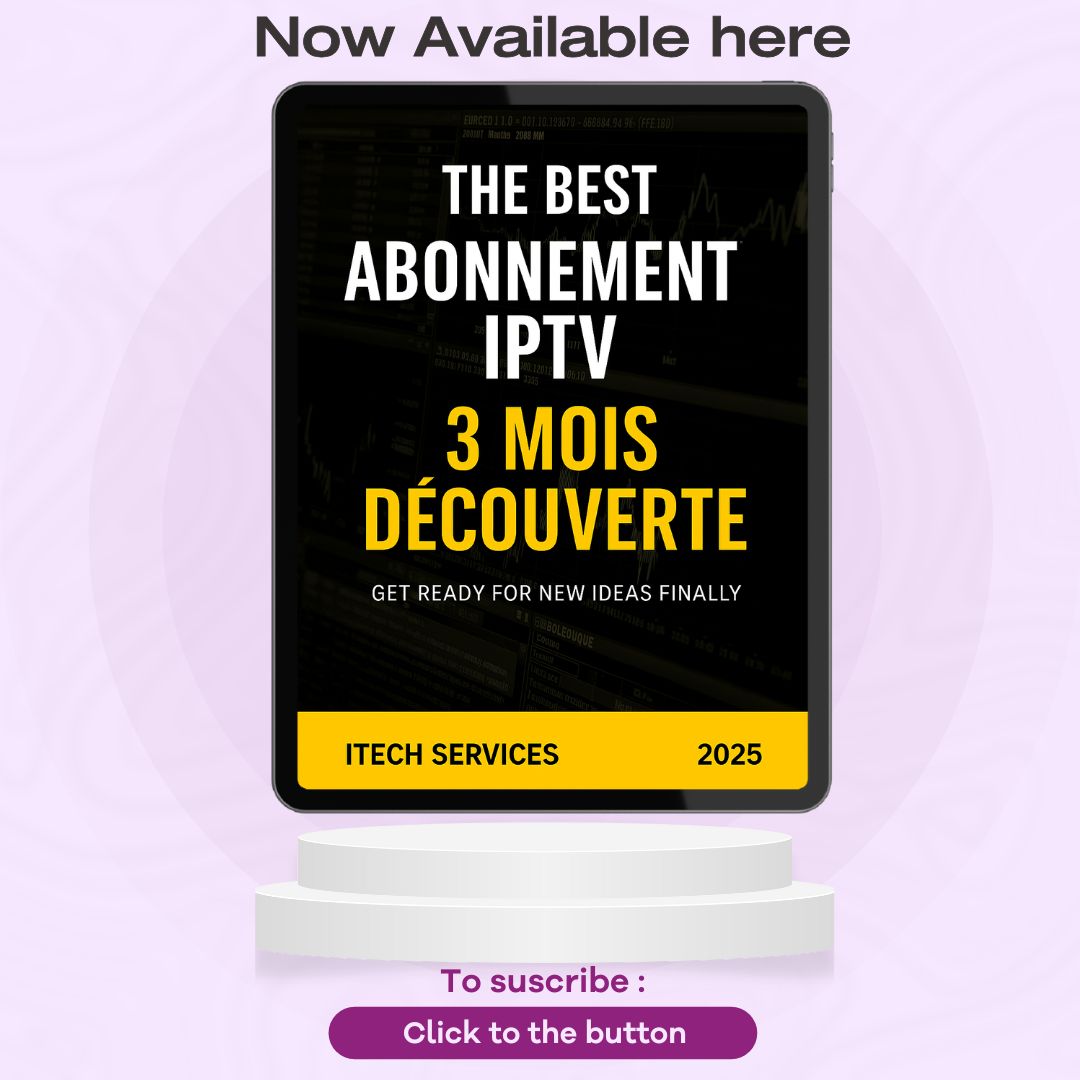 Now Available here
THE BEST
ABONNEMENT
IPTV
3 MOIS
DÉCOUVERTE
GET READY FOR NEW IDEAS FINALLY
ITECH SERVICES 2025
To suscribe :
Click to the button